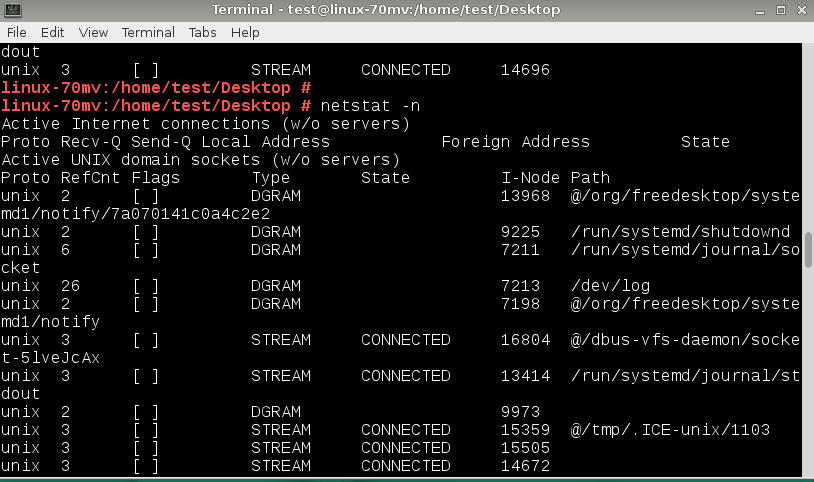 Terminal - test@linux-70mv:/home/test/Desktop
File Edit View Terminal Tabs Help
dout
unix 3 [ ] STREAM CONNECTED 14696
linux-70mv:/home/test/Desktop #
linux-70mv:/home/test/Desktop # netstat -n
Active Internet connections (w/o servers)
Proto Recv-Q Send-Q Local Address Foreign Address State
Active UNIX domain sockets (w/o servers)
Proto RefCnt Flags Type State I-Node Path
unix 2 [ ] DGRAM 13968 @/org/freedesktop/syste
md1/notify/7a070141c0a4c2e2
unix 2 [ ] DGRAM 9225 /run/systemd/shutdownd
unix 6 [ ] DGRAM 7211 /run/systemd/journal/so
cket
unix 26 [ ] DGRAM 7213 /dev/log
unix 2 [ ] DGRAM 7198 @/org/freedesktop/syste
md1/notify
unix 3 [ ] STREAM CONNECTED 16804 @/dbus-vfs-daemon/socke
t-5lveJcAx
unix 3 [ ] STREAM CONNECTED 13414 /run/systemd/journal/st
dout
unix 2 [ ] DGRAM 9973
unix 3 [ ] STREAM CONNECTED 15359 @/tmp/.ICE-unix/1103
unix 3 [ ] STREAM CONNECTED 15505
unix 3 [ ] STREAM CONNECTED 14672